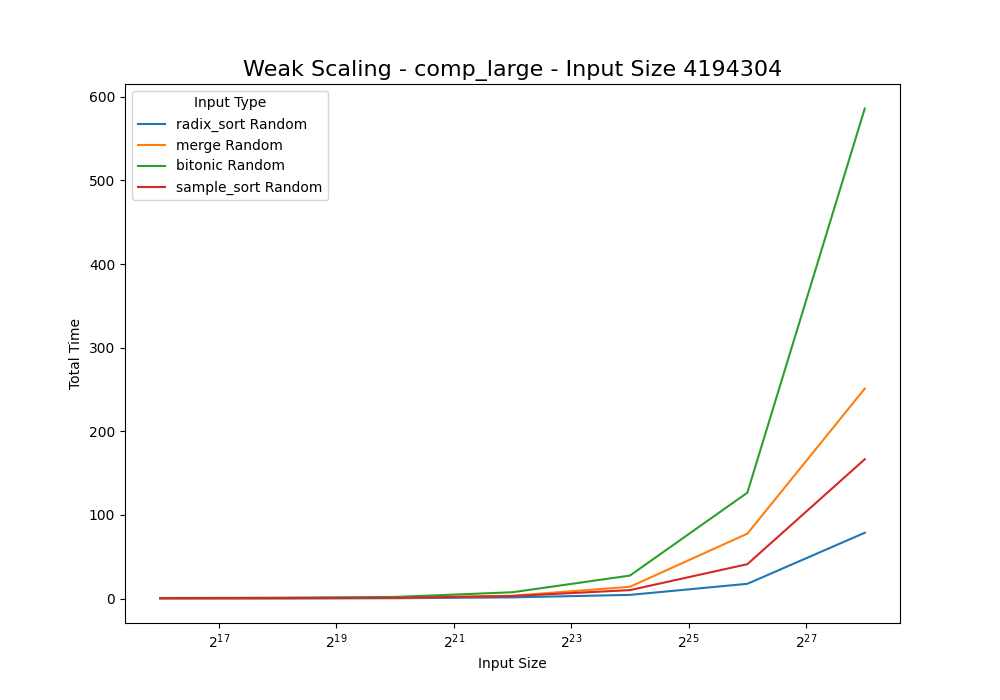 Weak Scaling - comp_large - Input Size 4194304
600
500
400
300
200
100
0
Total Time
Input Type
radix_sort Random
merge Random
bitonic Random
sample_sort Random
2^17 2^19 2^21 2^23 2^25 2^27
Input Size